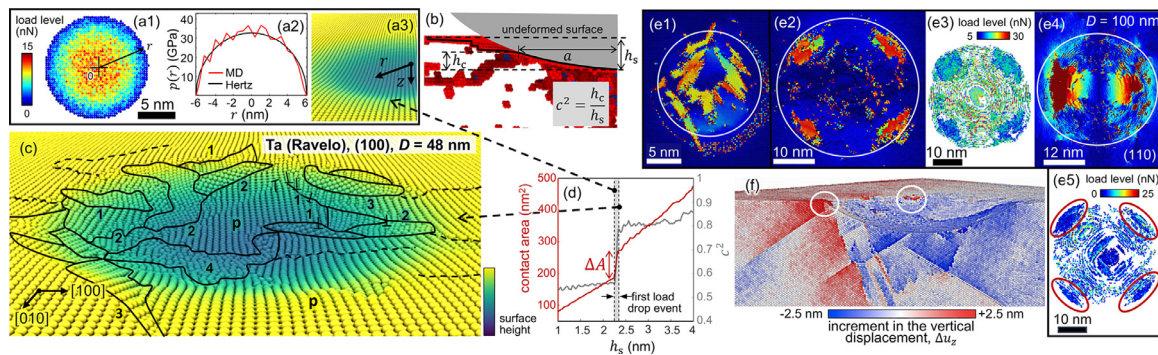 load level
(nN)
15
0
(a1)
r
0
5 nm
(a2)
p(r) (GPa)
40
30
20
10
0
MD
Hertz
-6 -4 -2 0 2 4 6
r (nm)
(a3)
r
z
(b)
undeformed surface
a
h_c
h_s
c² = h_c / h_s
(c)
Ta (Ravelo), (100), D = 48 nm
1
2
1
3
1
1
2
2
2
p
4
p
3
[100]
[010]
surface
height
(d)
contact area (nm²)
500
400
300
200
100
ΔA
first load
drop event
1
0.9
0.8
0.7
0.6
0.5
0.4
c²
1 1.5 2 2.5 3 3.5 4
h_s (nm)
(e1)
5 nm
(e2)
10 nm
(e3)
load level (nN)
5 30
10 nm
(e4)
D = 100 nm
12 nm
(110)
(f)
-2.5 nm +2.5 nm
increment in the vertical
displacement, Δu_z
(e5)
load level (nN)
0 25
10 nm